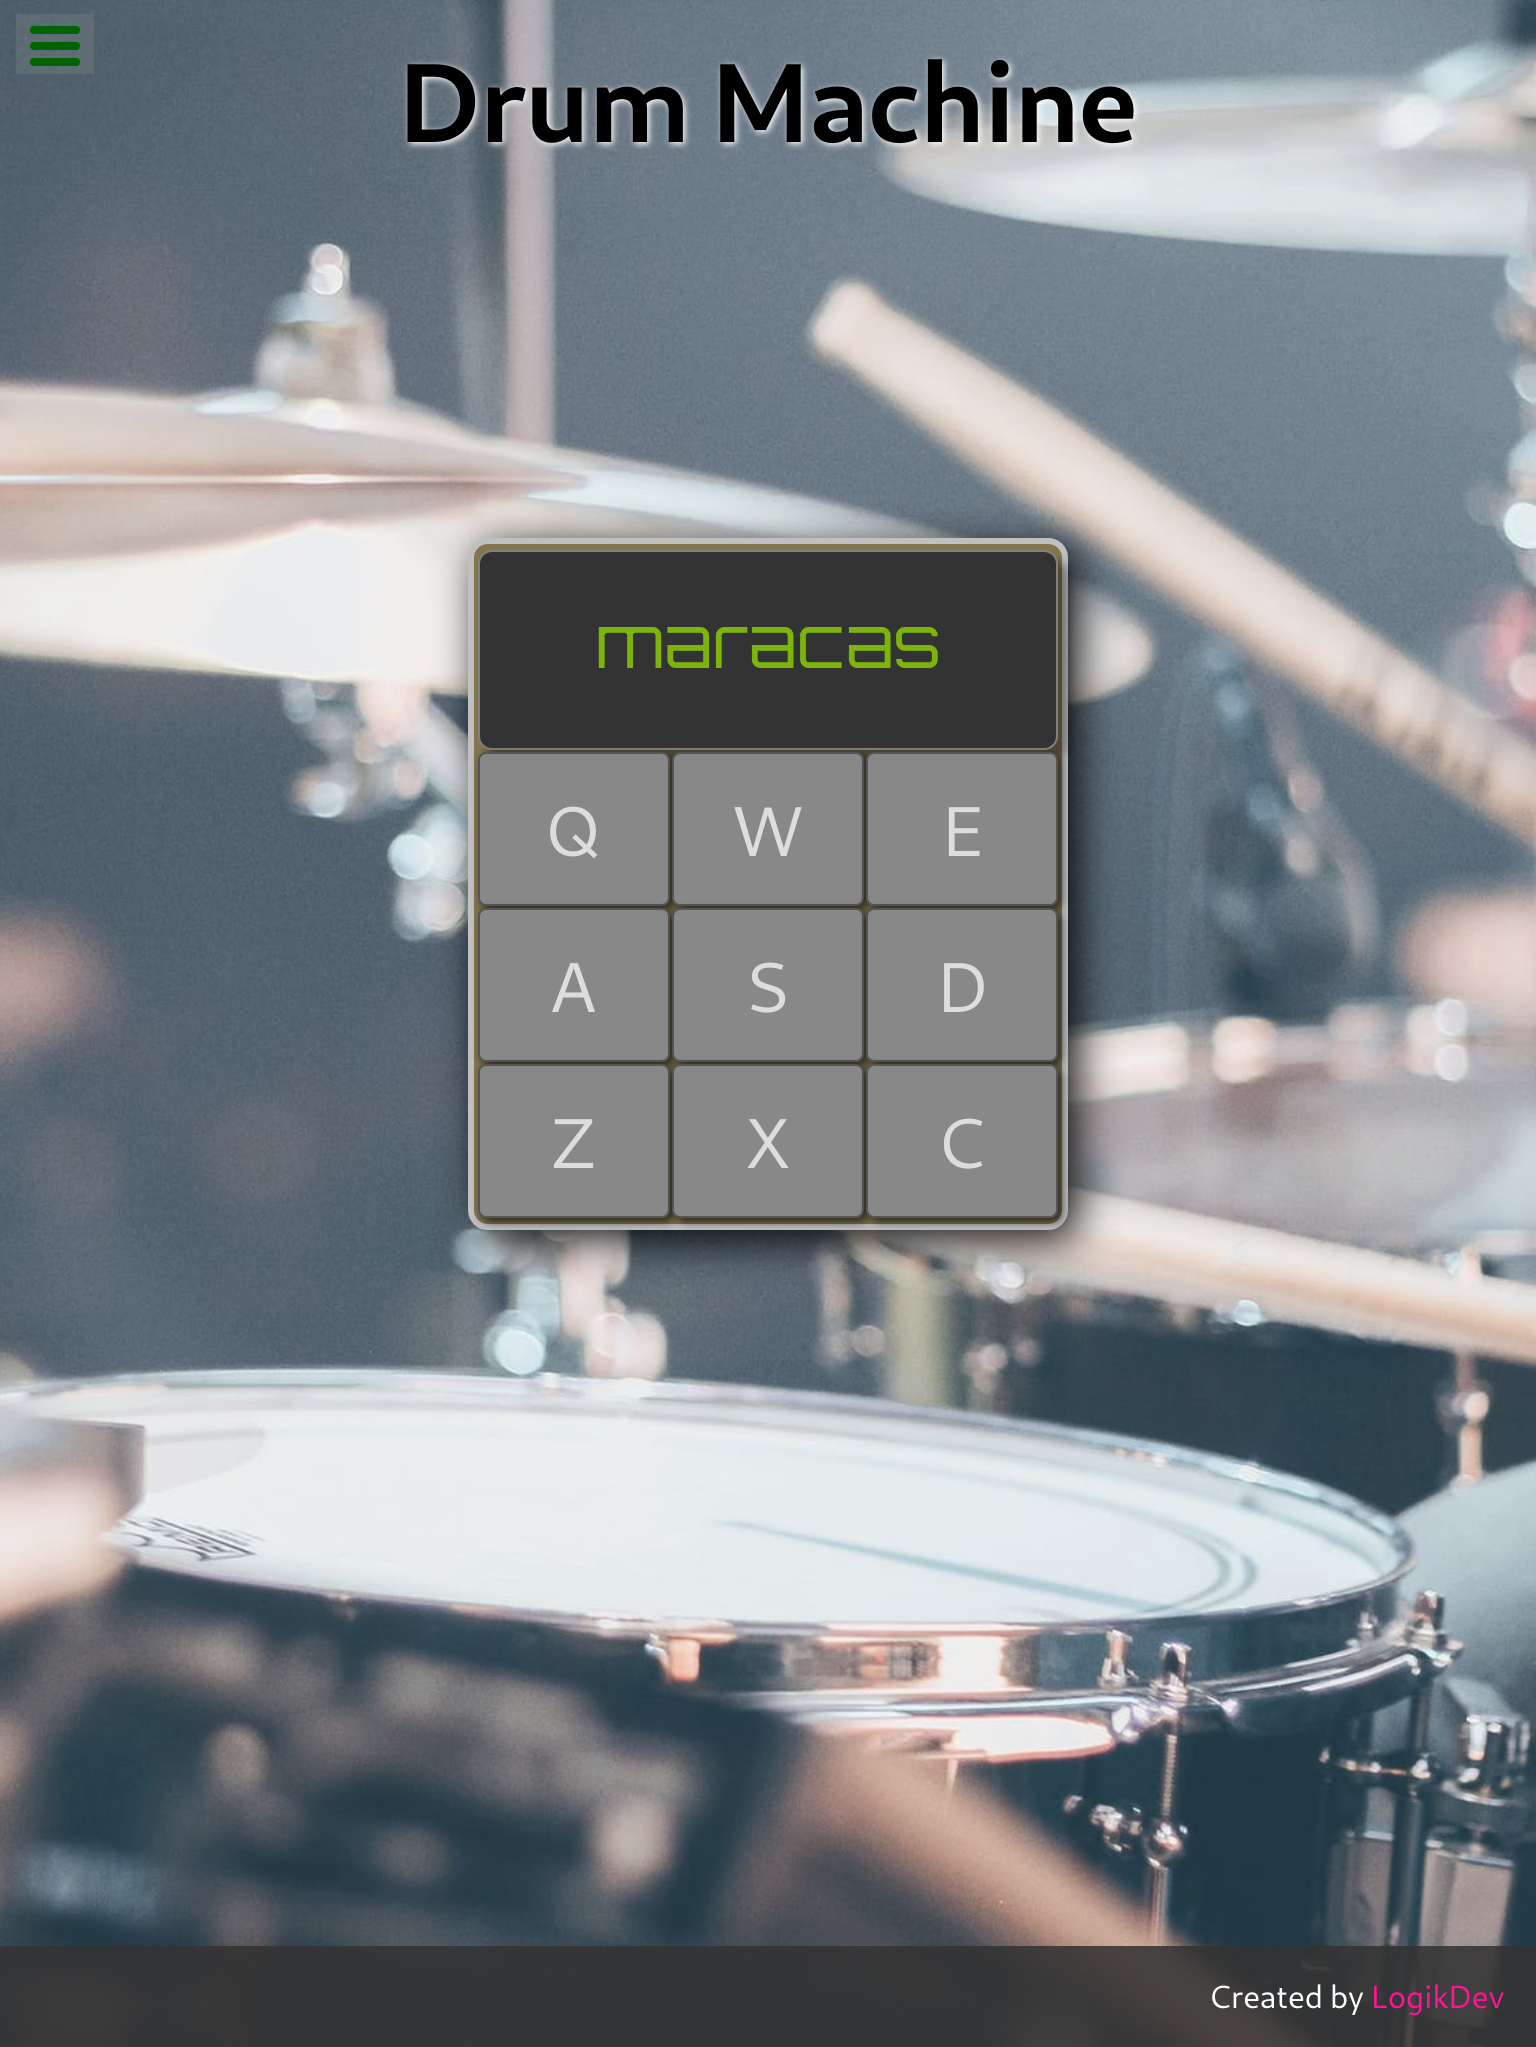 Drum Machine
maracas
Q W E
A S D
Z X C
Created by LogikDev